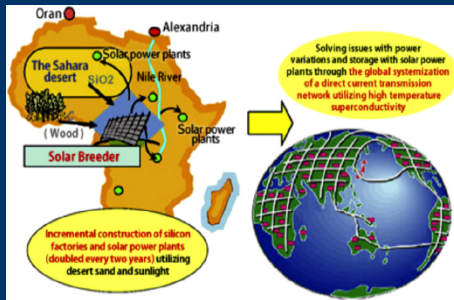 Oran
Alexandria
Solar power plants
The Sahara
desert
SiO2
Nile River
C
(Wood)
Solar power
plants
Solar Breeder
Incremental construction of silicon
factories and solar power plants
(doubled every two years) utilizing
desert sand and sunlight
Solving issues with power
variations and storage with solar power
plants through the global systemization
of a direct current transmission
network utilizing high temperature
superconductivity